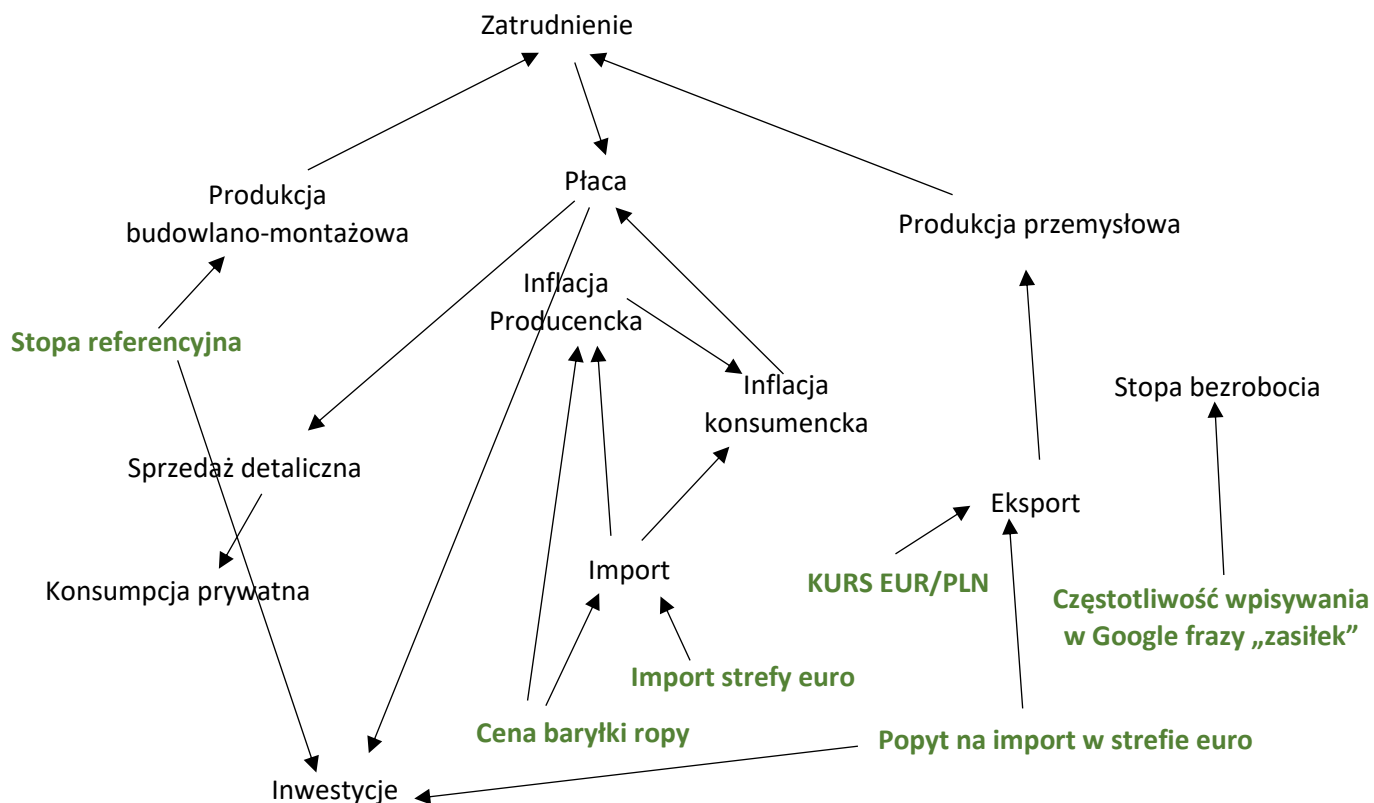 Zatrudnienie
Płaca
Produkcja
budowlano-montażowa
Produkcja przemysłowa
Inflacja
Producencka
Stopa referencyjna
Inflacja
konsumencka
Stopa bezrobocia
Sprzedaż detaliczna
Eksport
Import
KURS EUR/PLN
Konsumpcja prywatna
Częstotliwość wpisywania
w Google frazy „zasiłek”
Import strefy euro
Cena baryłki ropy
Popyt na import w strefie euro
Inwestycje